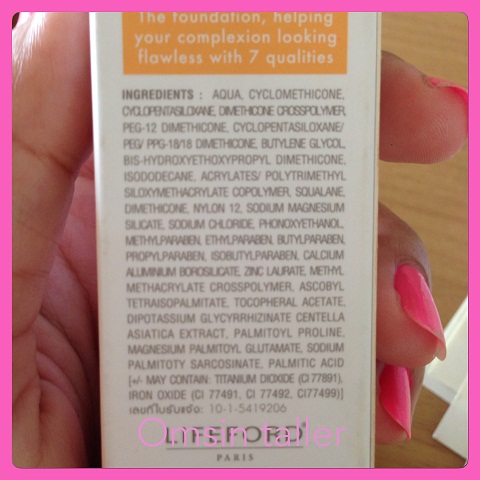 The foundation, helping
your complexion looking
flawless with 7 qualities
INGREDIENTS : AQUA, CYCLOMETHICONE,
CYCLOPENTASILOXANE, DIMETHICONE CROSSPOLYMER,
PEG-12 DIMETHICONE, CYCLOPENTASILOXANE/
PEG/ PPG-18/18 DIMETHICONE, BUTYLENE GLYCOL,
BIS-HYDROXYETHOXYPROPYL DIMETHICONE,
ISODODECANE, ACRYLATES/ POLYTRIMETHYL
SILOXYMETHACRYLATE COPOLYMER, SQUALANE,
DIMETHICONE, NYLON 12, SODIUM MAGNESIUM
SILICATE, SODIUM CHLORIDE, PHENOXYETHANOL,
METHYLPARABEN, ETHYLPARABEN, BUTYLPARABEN,
PROPYLPARABEN, ISOBUTYLPARABEN, CALCIUM
ALUMINIUM BOROSILICATE, ZINC LAURATE, METHYL
METHACRYLATE CROSSPOLYMER, ASCOBYL
TETRAISOPALMITATE, TOCOPHERAL ACETATE,
DIPOTASSIUM GLYCYRRHIZINATE CENTELLA
ASIATICA EXTRACT, PALMITOYL PROLINE,
MAGNESIUM PALMITOYL GLUTAMATE, SODIUM
PALMITOTY SARCOSINATE, PALMITIC ACID
[+/- MAY CONTAIN: TITANIUM DIOXIDE (CI 77891),
IRON OXIDE (CI 77491, CI 77492, CI77499)]
เลขที่ใบรับแจ้ง: 10-1-5419206
LIFEFORD
PARIS